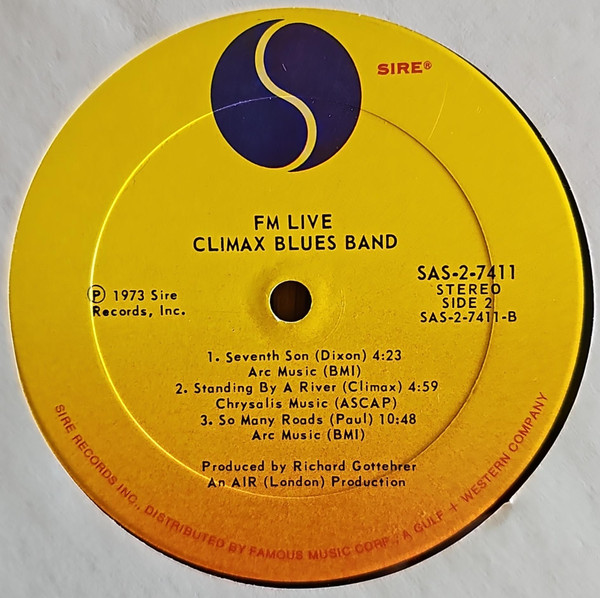 SIRE®
FM LIVE
CLIMAX BLUES BAND
SAS-2-7411
STEREO
SIDE 2
SAS-2-7411-B
Ⓟ 1973 Sire
Records, Inc.
1. Seventh Son (Dixon) 4:23
Arc Music (BMI)
2. Standing By A River (Climax) 4:59
Chrysalis Music (ASCAP)
3. So Many Roads (Paul) 10:48
Arc Music (BMI)
Produced by Richard Gottehrer
An AIR (London) Production
SIRE RECORDS INC., DISTRIBUTED BY FAMOUS MUSIC CORP., A GULF + WESTERN COMPANY